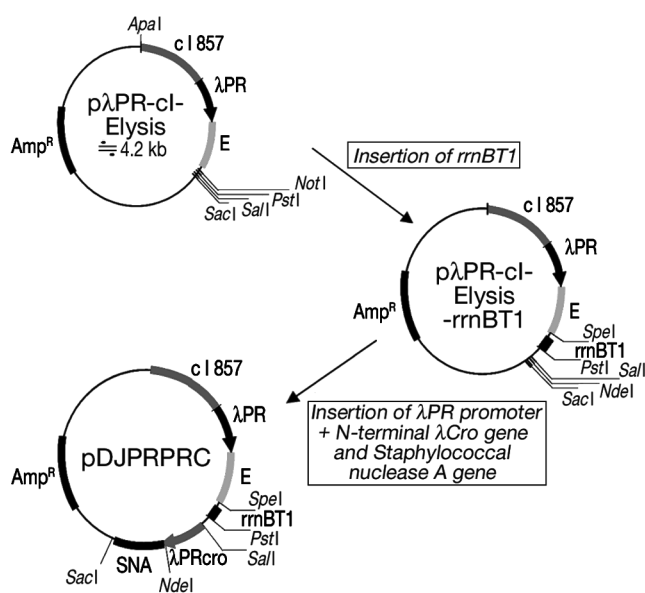 ApaI
c I 857
λPR
pλPR-cI-
Elysis
≒ 4.2 kb
AmpR
E
NotI
PstI
SalI
SacI
Insertion of rrnBT1
c I 857
λPR
pλPR-cI-
Elysis
-rrnBT1
AmpR
E
SpeI
rrnBT1
PstI
SalI
NdeI
SacI
Insertion of λPR promoter
+ N-terminal λCro gene
and Staphylococcal
nuclease A gene
c I 857
λPR
pDJPRPRC
AmpR
E
SpeI
rrnBT1
PstI
SalI
λPRcro
SNA
SacI
NdeI